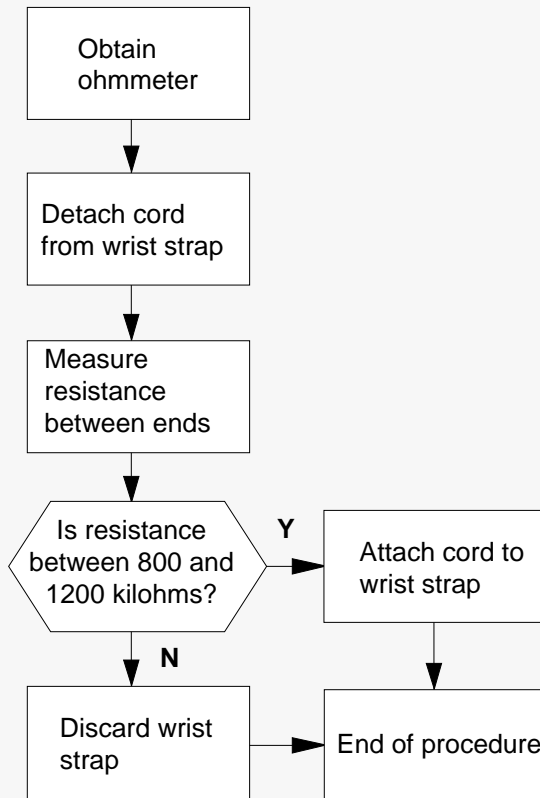 Obtain
ohmmeter
Detach cord
from wrist strap
Measure
resistance
between ends
Is resistance
between 800 and
1200 kilohms?
Y
Attach cord to
wrist strap
N
Discard wrist
strap
End of procedure